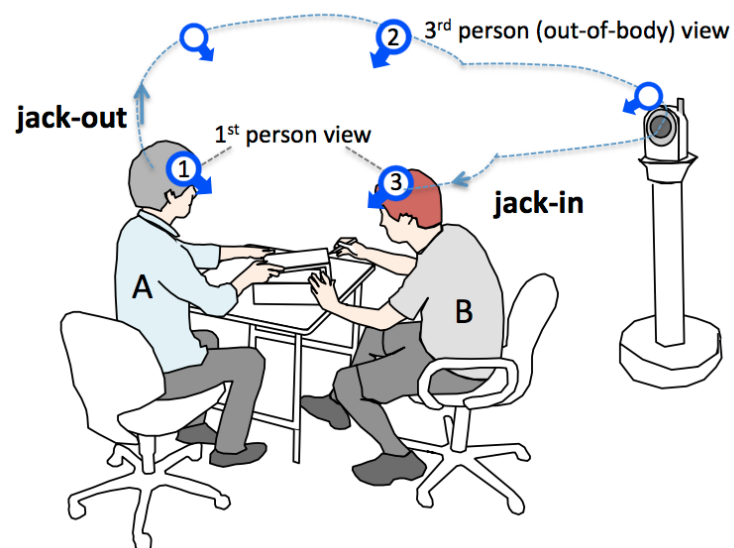 2
3rd person (out-of-body) view
jack-out
1st person view
1
3
jack-in
A
B